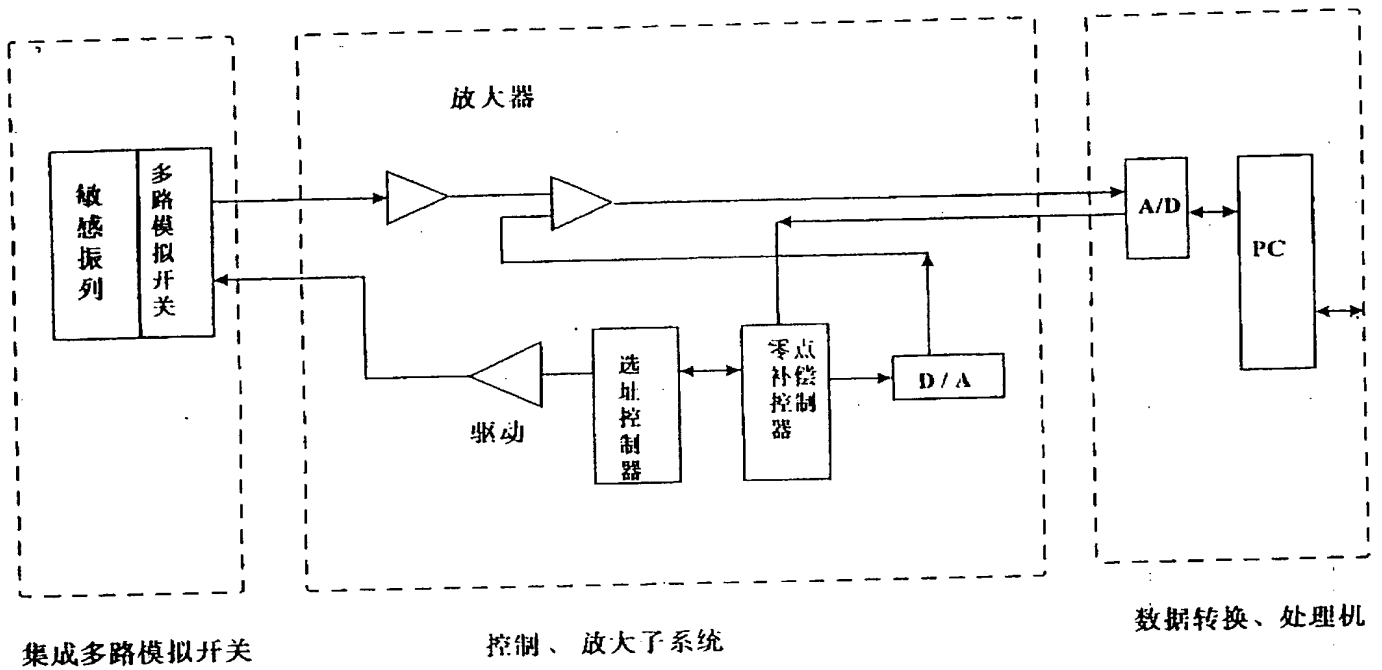 放大器
敏感振列
多路模拟开关
A/D
PC
选址控制器
零点
补偿
控制
器
D/A
驱动
集成多路模拟开关
控制、放大子系统
数据转换、处理机